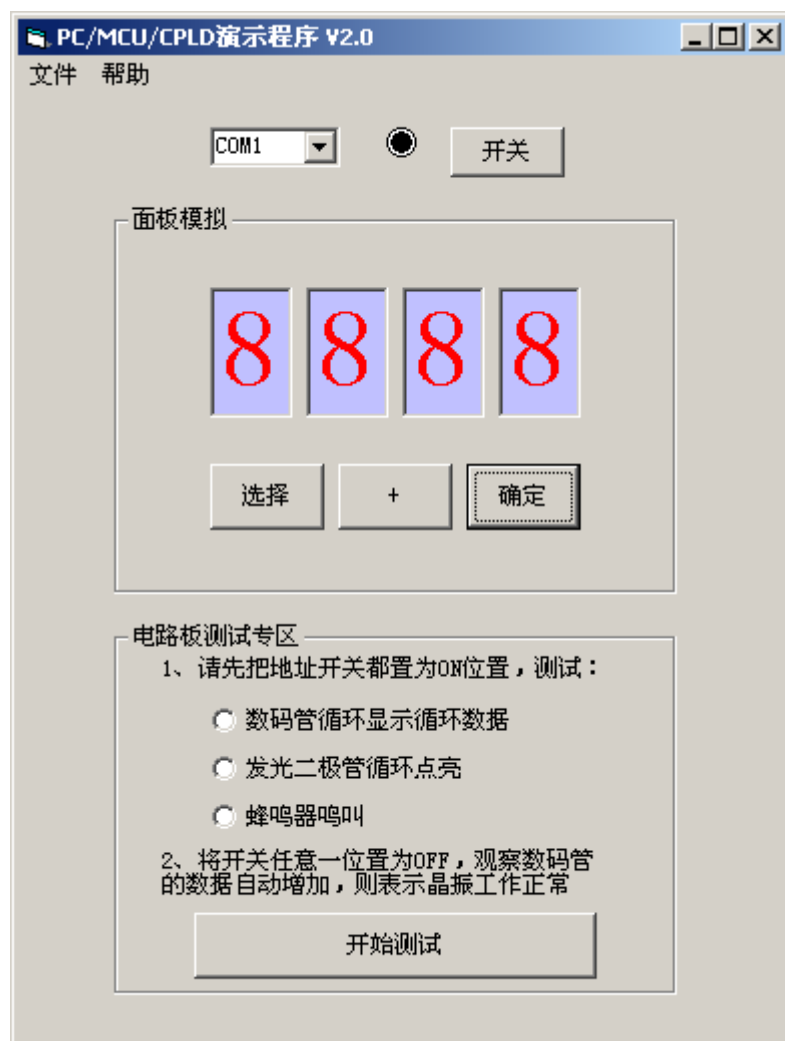 PC/MCU/CPLD演示程序 V2.0
文件 帮助
COM1 开关
面板模拟
8 8 8 8
选择 + 确定
电路板测试专区
1、请先把地址开关都置为ON位置，测试：
数码管循环显示循环数据
发光二极管循环点亮
蜂鸣器鸣叫
2、将开关任意一位置为OFF，观察数码管
的数据自动增加，则表示晶振工作正常
开始测试